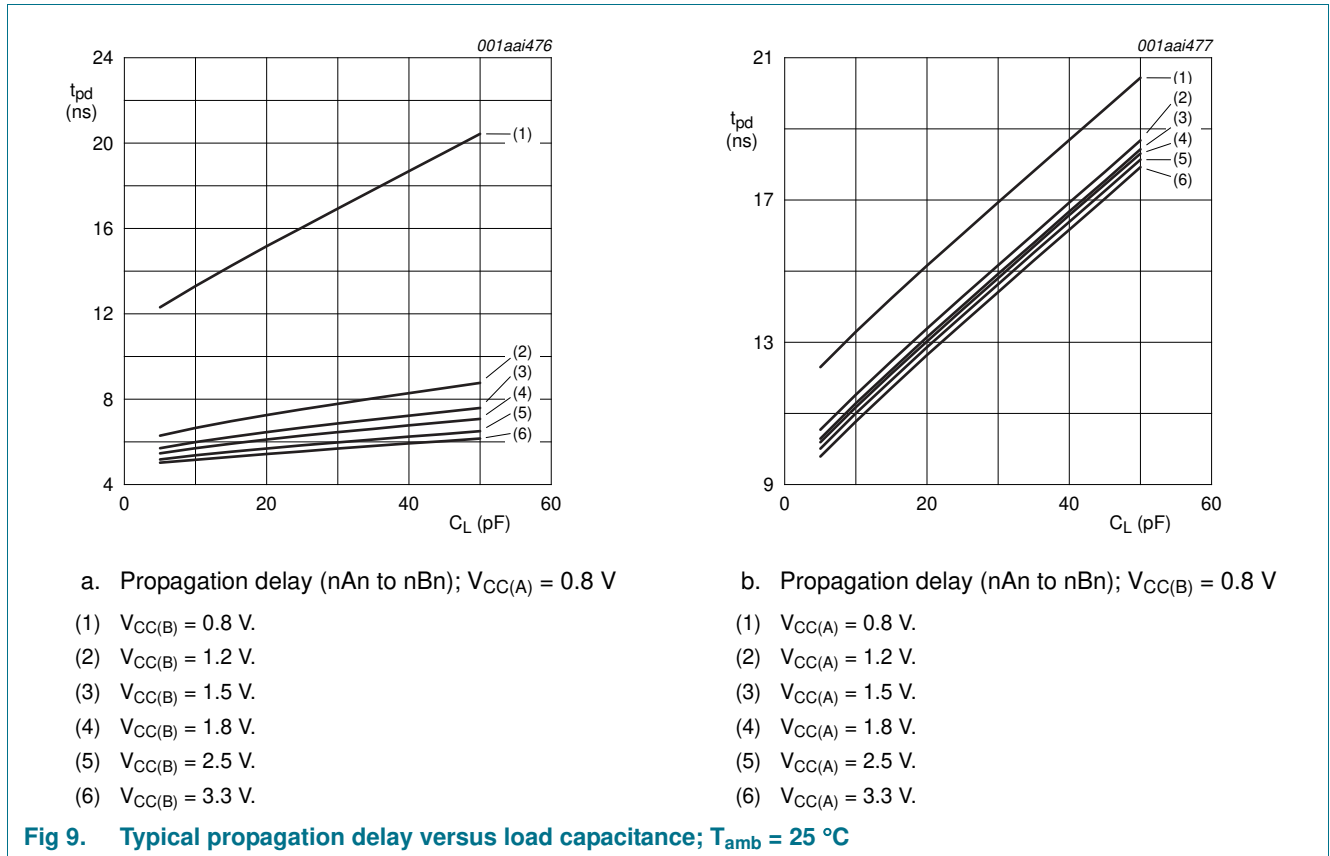 001aai476
24
tpd
(ns)
20
16
12
8
4
0
20
40
60
CL (pF)
(1)
(2)
(3)
(4)
(5)
(6)
a. Propagation delay (nAn to nBn); VCC(A) = 0.8 V
(1) VCC(B) = 0.8 V.
(2) VCC(B) = 1.2 V.
(3) VCC(B) = 1.5 V.
(4) VCC(B) = 1.8 V.
(5) VCC(B) = 2.5 V.
(6) VCC(B) = 3.3 V.
001aai477
21
tpd
(ns)
17
13
9
0
20
40
60
CL (pF)
(1)
(2)
(3)
(4)
(5)
(6)
b. Propagation delay (nAn to nBn); VCC(B) = 0.8 V
(1) VCC(A) = 0.8 V.
(2) VCC(A) = 1.2 V.
(3) VCC(A) = 1.5 V.
(4) VCC(A) = 1.8 V.
(5) VCC(A) = 2.5 V.
(6) VCC(A) = 3.3 V.
Fig 9. Typical propagation delay versus load capacitance; Tamb = 25 °C